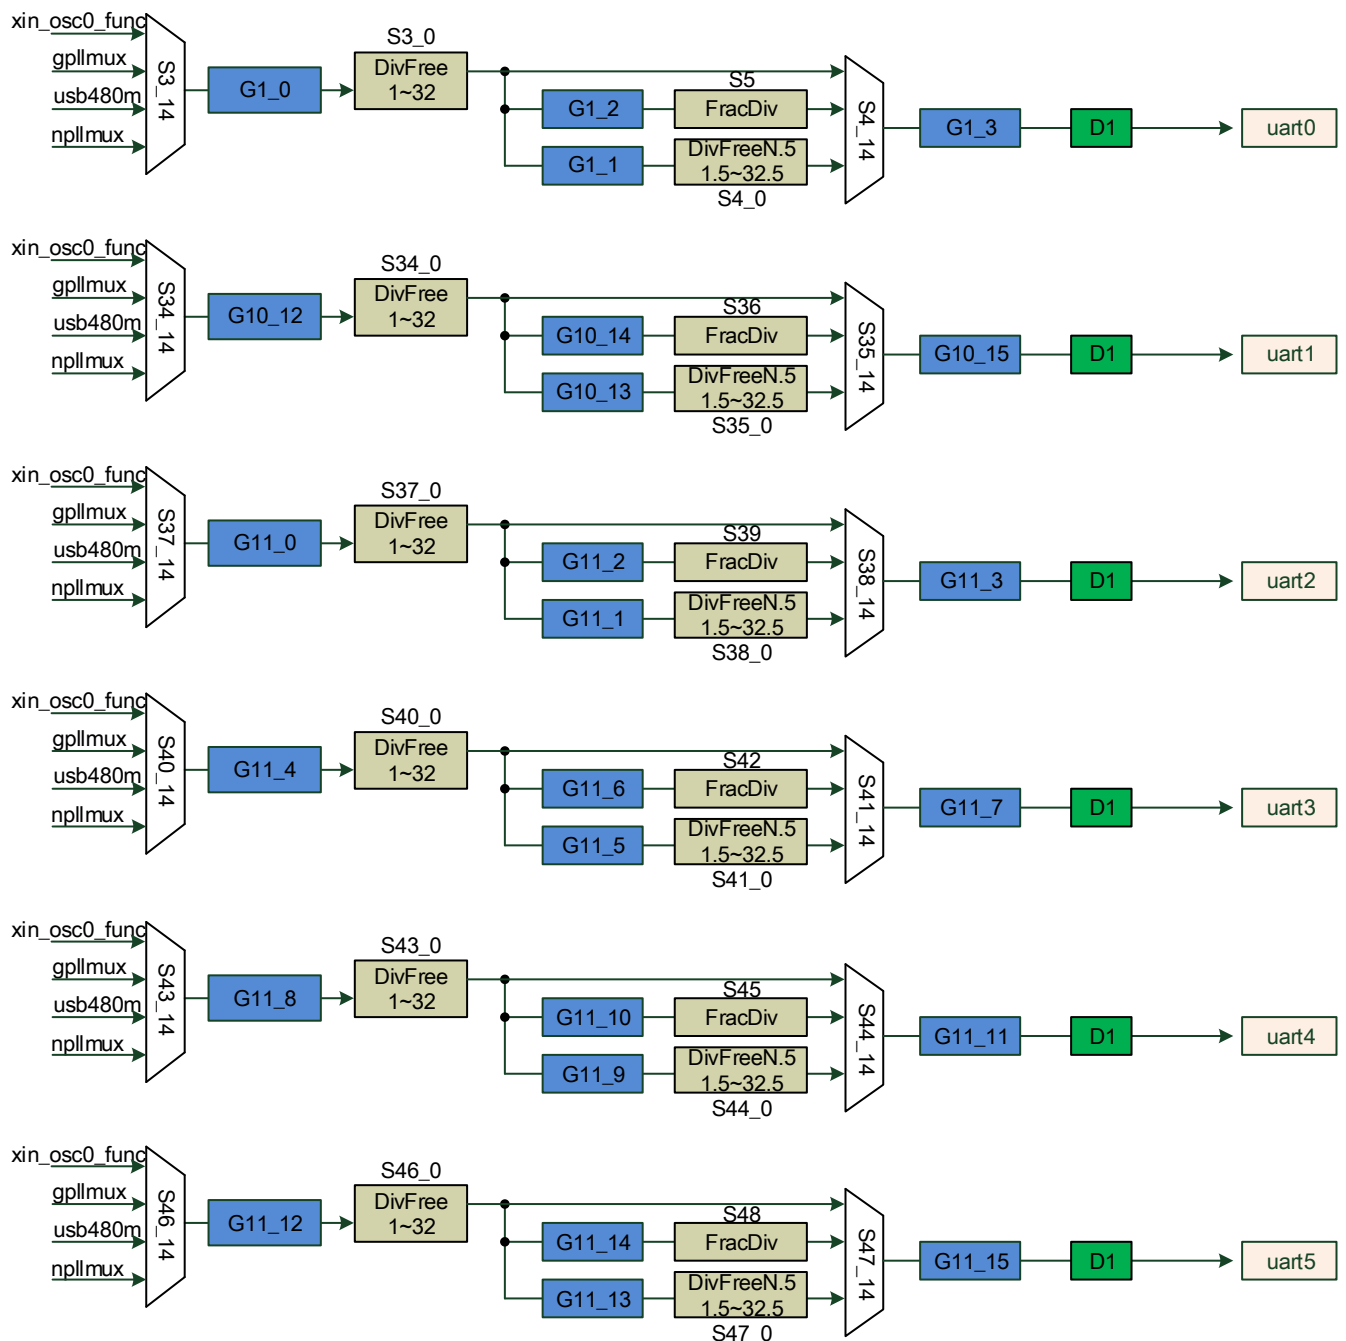 xin_osc0_func
gpllmux
usb480m
npllmux
S3_14
G1_0
S3_0
DivFree
1~32
G1_2
S5
FracDiv
G1_1
DivFreeN.5
1.5~32.5
S4_0
S4_14
G1_3
D1
uart0
xin_osc0_func
gpllmux
usb480m
npllmux
S34_14
G10_12
S34_0
DivFree
1~32
G10_14
S36
FracDiv
G10_13
DivFreeN.5
1.5~32.5
S35_0
S35_14
G10_15
D1
uart1
xin_osc0_func
gpllmux
usb480m
npllmux
S37_14
G11_0
S37_0
DivFree
1~32
G11_2
S39
FracDiv
G11_1
DivFreeN.5
1.5~32.5
S38_0
S38_14
G11_3
D1
uart2
xin_osc0_func
gpllmux
usb480m
npllmux
S40_14
G11_4
S40_0
DivFree
1~32
G11_6
S42
FracDiv
G11_5
DivFreeN.5
1.5~32.5
S41_0
S41_14
G11_7
D1
uart3
xin_osc0_func
gpllmux
usb480m
npllmux
S43_14
G11_8
S43_0
DivFree
1~32
G11_10
S45
FracDiv
G11_9
DivFreeN.5
1.5~32.5
S44_0
S44_14
G11_11
D1
uart4
xin_osc0_func
gpllmux
usb480m
npllmux
S46_14
G11_12
S46_0
DivFree
1~32
G11_14
S48
FracDiv
G11_13
DivFreeN.5
1.5~32.5
S47_0
S47_14
G11_15
D1
uart5